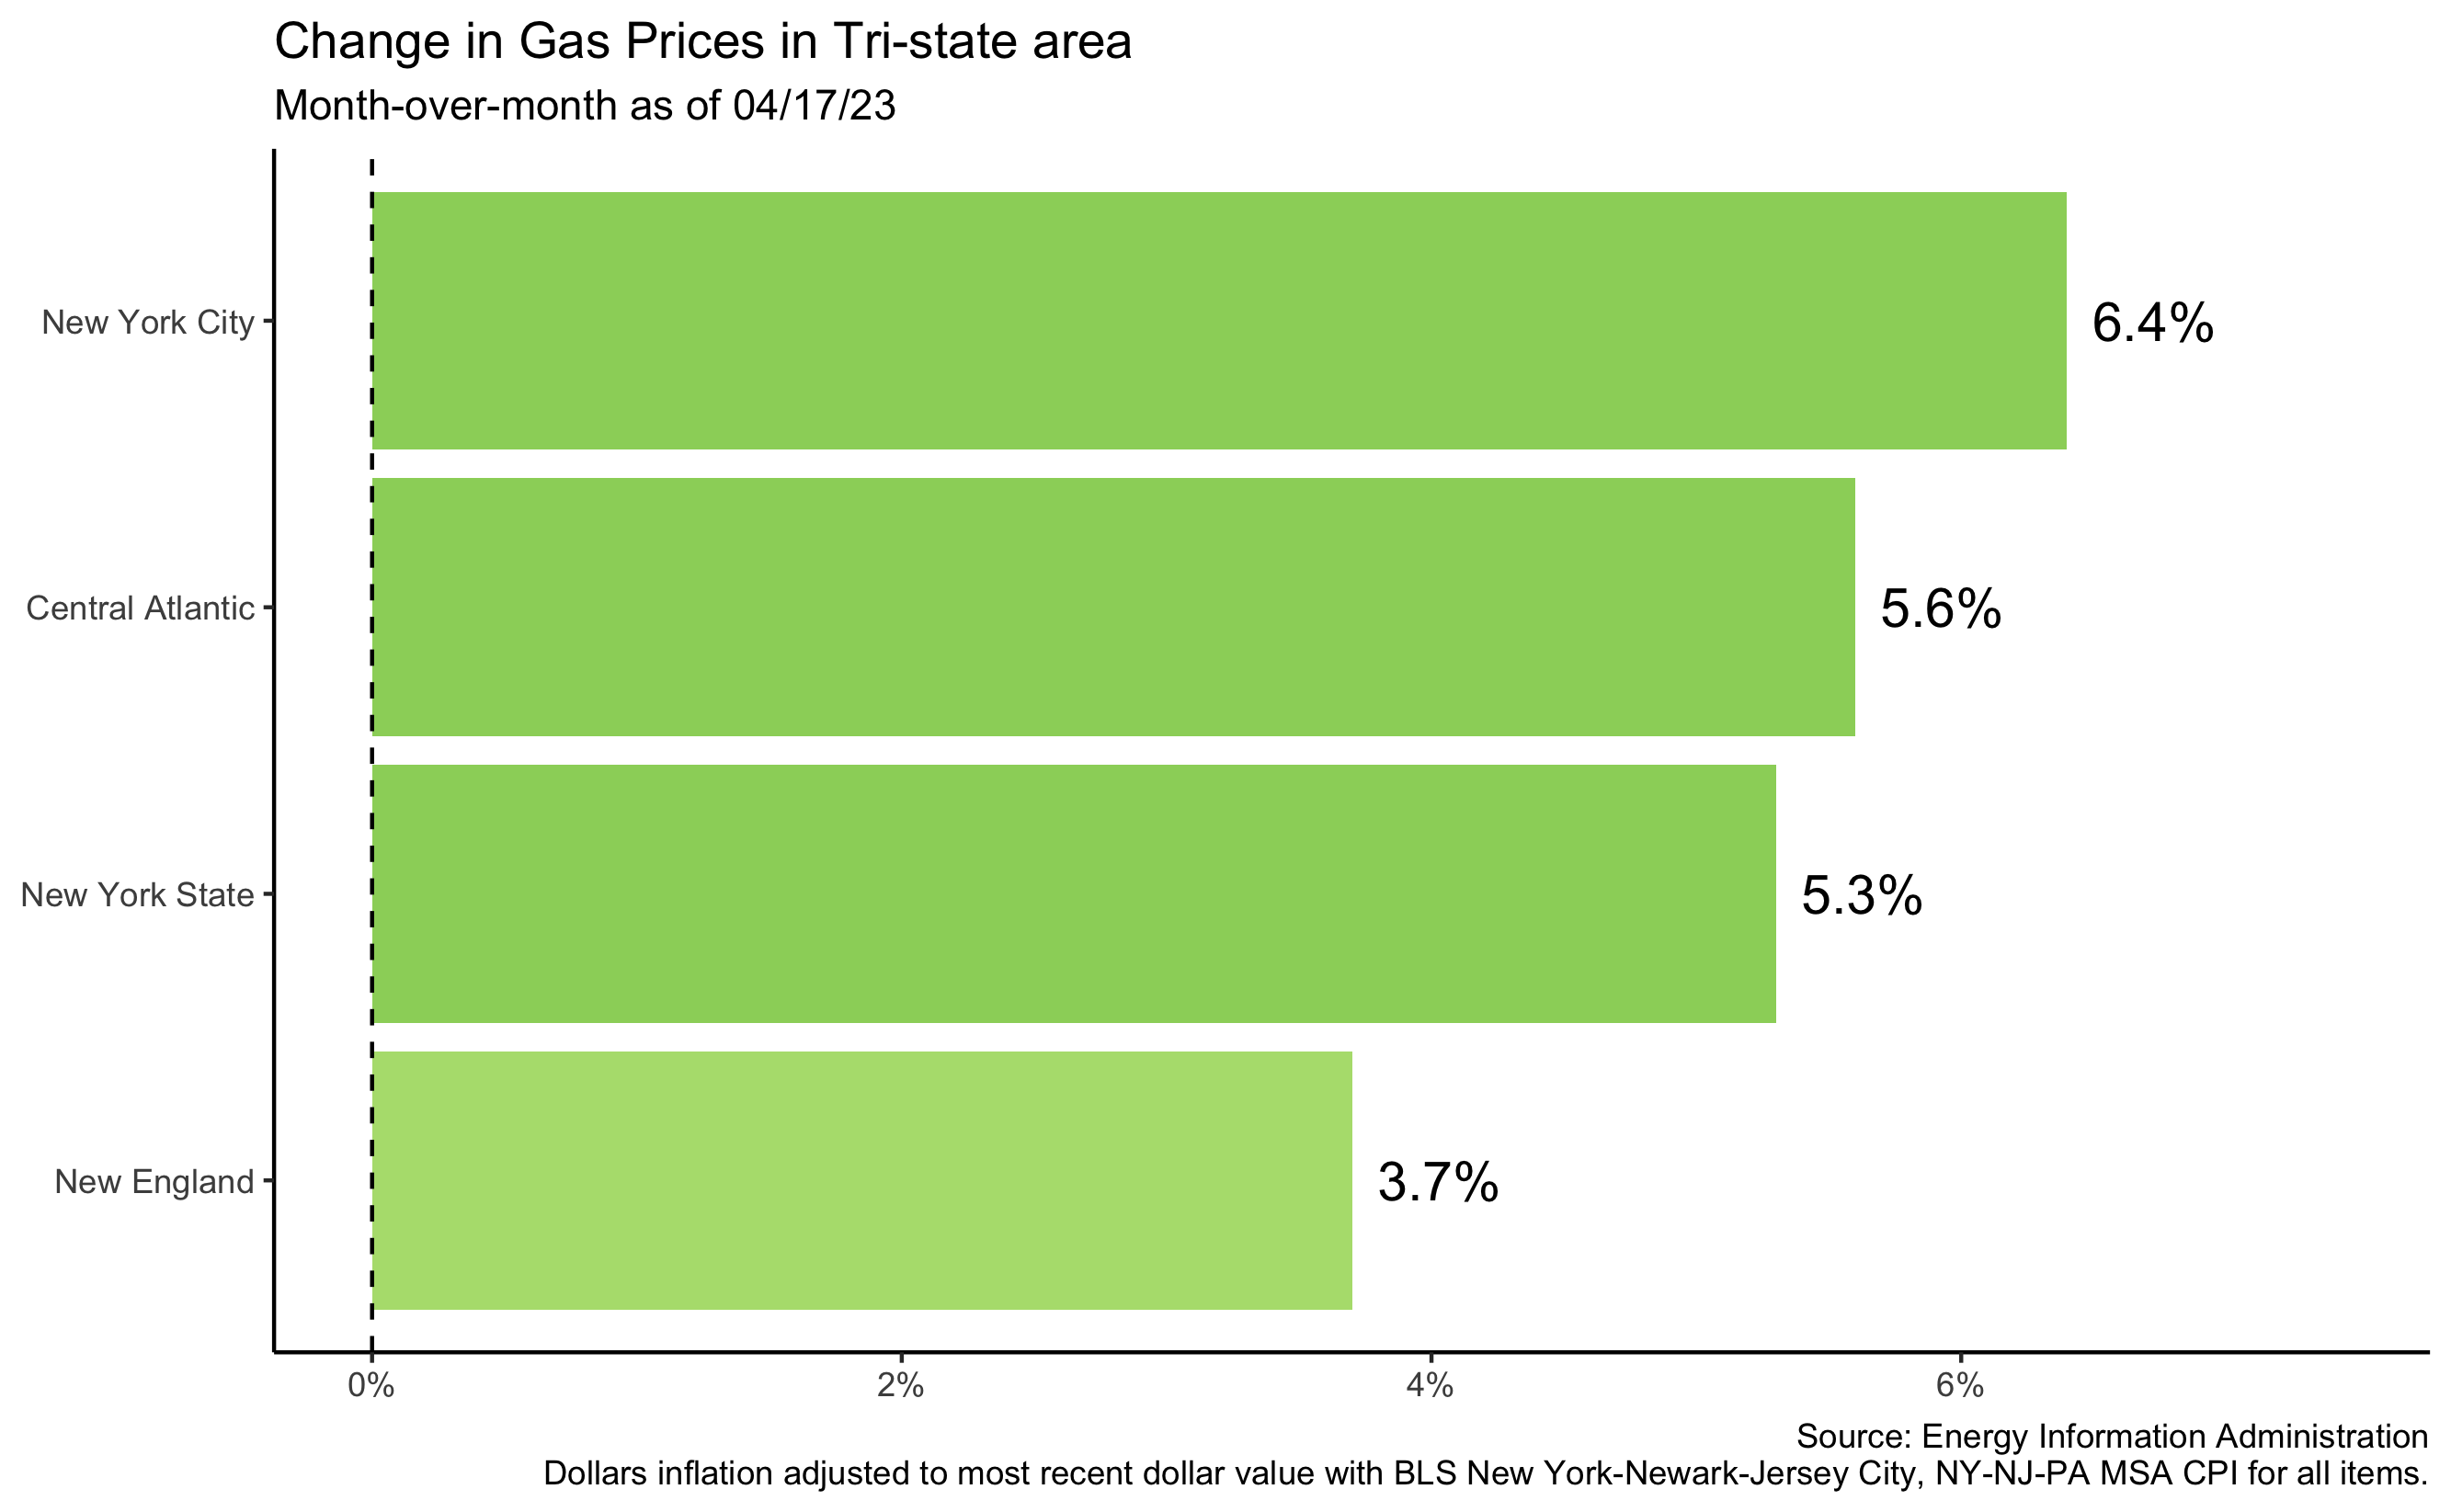 Change in Gas Prices in Tri-state area
Month-over-month as of 04/17/23
New York City
6.4%
Central Atlantic
5.6%
New York State
5.3%
New England
3.7%
0%
2%
4%
6%
Source: Energy Information Administration
Dollars inflation adjusted to most recent dollar value with BLS New York-Newark-Jersey City, NY-NJ-PA MSA CPI for all items.